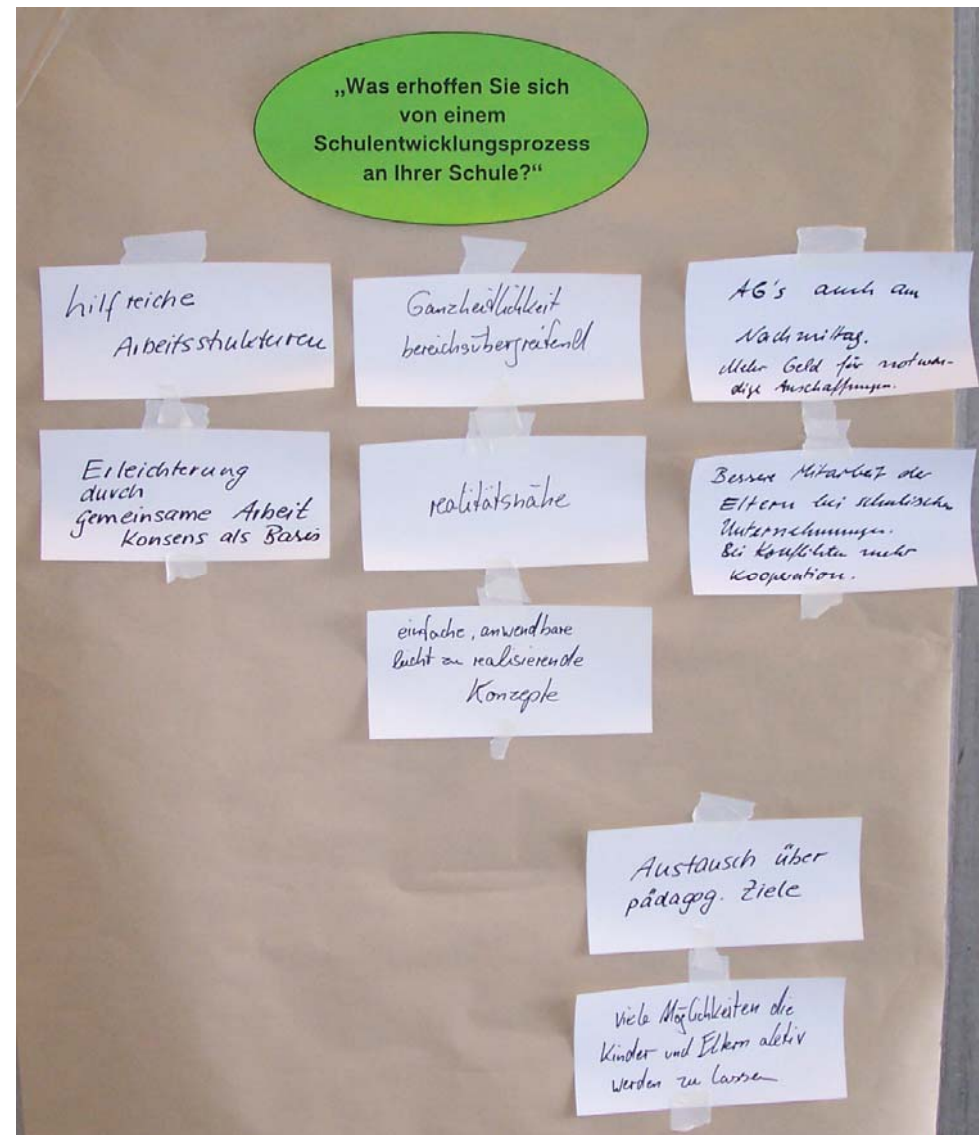 „Was erhoffen Sie sich
von einem
Schulentwicklungsprozess
an Ihrer Schule?“
hilfreiche
Arbeitsstrukturen
Erleichterung
durch
gemeinsame Arbeit
Konsens als Basis
Ganzheitlichkeit
bereichsübergreifend
realitätsnähe
einfache, anwendbare
leicht zu realisierende
Konzepte
AG's auch am
Nachmittag.
Mehr Geld für notwen-
dige Anschaffungen.
Bessere Mitarbeit der
Eltern bei schulischen
Unternehmungen.
Bei Konflikten mehr
Kooperation.
Austausch über
pädagog. Ziele
viele Möglichkeiten die
Kinder und Eltern aktiv
werden zu lassen